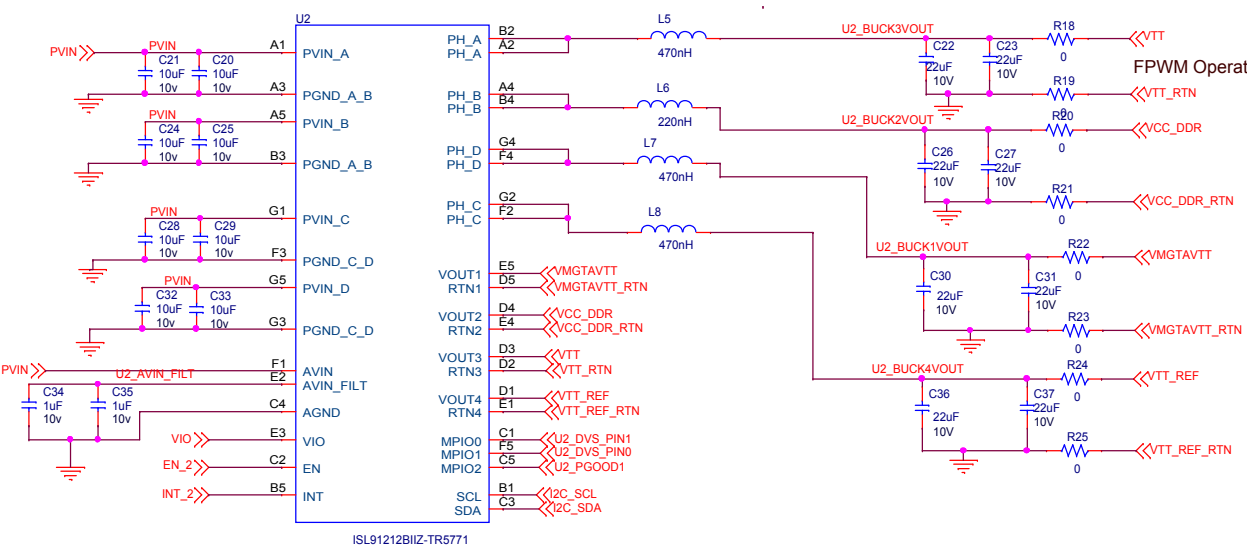 U2
PVIN
PVIN
C21
10uF
10v
C20
10uF
10v
A1
PVIN_A
A3
PGND_A_B
PVIN
C24
10uF
10v
C25
10uF
10v
A5
PVIN_B
B3
PGND_A_B
PVIN
C28
10uF
10v
C29
10uF
10v
G1
PVIN_C
F3
PGND_C_D
PVIN
C32
10uF
10v
C33
10uF
10v
G5
PVIN_D
G3
PGND_C_D
PVIN
F1
AVIN
U2_AVIN_FILT
E2
AVIN_FILT
C34
1uF
10v
C35
1uF
10v
C4
AGND
VIO
E3
VIO
EN_2
C2
EN
INT_2
B5
INT
PH_A
B2
PH_A
A2
PH_B
A4
PH_B
B4
PH_D
G4
PH_D
F4
PH_C
G2
PH_C
F2
VOUT1
E5
VMGTAVTT
RTN1
D5
VMGTAVTT_RTN
VOUT2
D4
VCC_DDR
RTN2
E4
VCC_DDR_RTN
VOUT3
D3
VTT
RTN3
D2
VTT_RTN
VOUT4
D1
VTT_REF
RTN4
E1
VTT_REF_RTN
MPIO0
C1
U2_DVS_PIN1
MPIO1
F5
U2_DVS_PIN0
MPIO2
C5
U2_PGOOD1
SCL
B1
I2C_SCL
SDA
C3
I2C_SDA
ISL91212BIIZ-TR5771
L5
470nH
L6
220nH
L7
470nH
L8
470nH
U2_BUCK3VOUT
C22
22uF
10V
C23
22uF
10V
R18
0
VTT
FPWM Operat
R19
0
VTT_RTN
U2_BUCK2VOUT
C26
22uF
10V
C27
22uF
10V
R20
0
VCC_DDR
R21
0
VCC_DDR_RTN
U2_BUCK1VOUT
C30
22uF
10V
C31
22uF
10V
R22
0
VMGTAVTT
R23
0
VMGTAVTT_RTN
U2_BUCK4VOUT
C36
22uF
10V
C37
22uF
10V
R24
0
VTT_REF
R25
0
VTT_REF_RTN